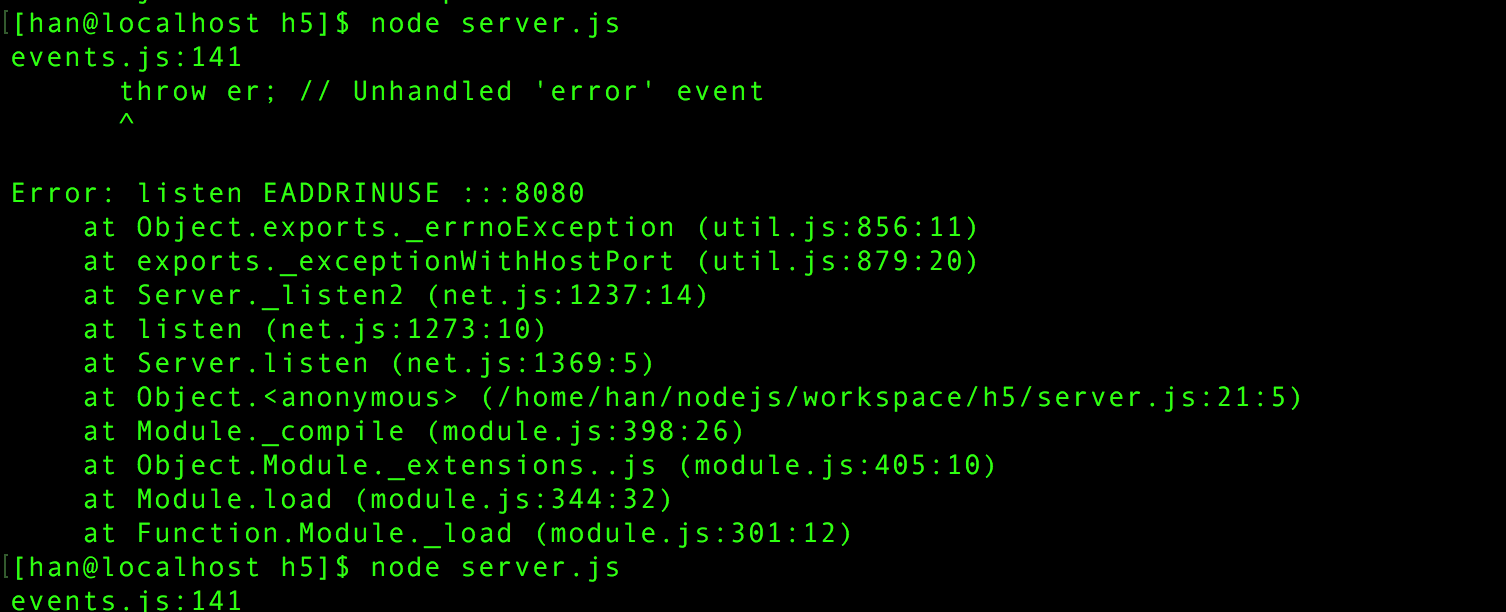 [[han@localhost h5]$ node server.js
events.js:141
      throw er; // Unhandled 'error' event
      ^
Error: listen EADDRINUSE :::8080
    at Object.exports._errnoException (util.js:856:11)
    at exports._exceptionWithHostPort (util.js:879:20)
    at Server._listen2 (net.js:1237:14)
    at listen (net.js:1273:10)
    at Server.listen (net.js:1369:5)
    at Object.<anonymous> (/home/han/nodejs/workspace/h5/server.js:21:5)
    at Module._compile (module.js:398:26)
    at Object.Module._extensions..js (module.js:405:10)
    at Module.load (module.js:344:32)
    at Function.Module._load (module.js:301:12)
[[han@localhost h5]$ node server.js
events.js:141